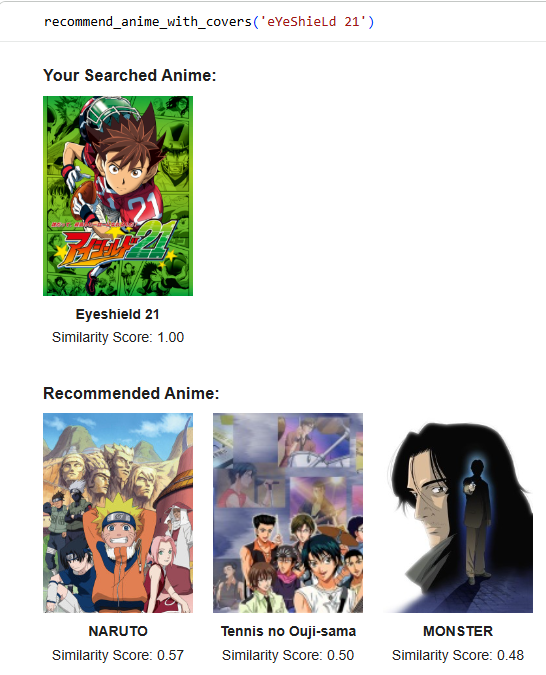 recommend_anime_with_covers('eYeShieLd 21')
Your Searched Anime:
21
アイシールド21
Eyeshield 21
Similarity Score: 1.00
Recommended Anime:
NARUTO
Tennis no Ouji-sama
MONSTER
Similarity Score: 0.57
Similarity Score: 0.50
Similarity Score: 0.48